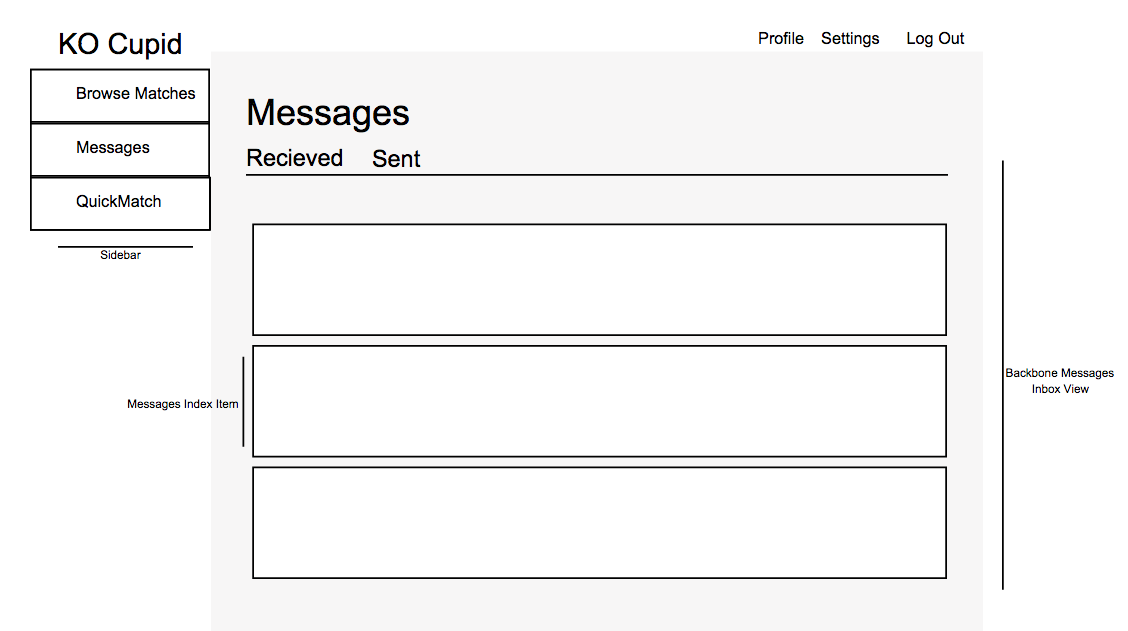 KO Cupid
Profile Settings Log Out
Browse Matches
Messages
QuickMatch
Sidebar
Messages
Recieved Sent
Messages Index Item
Backbone Messages
Inbox View